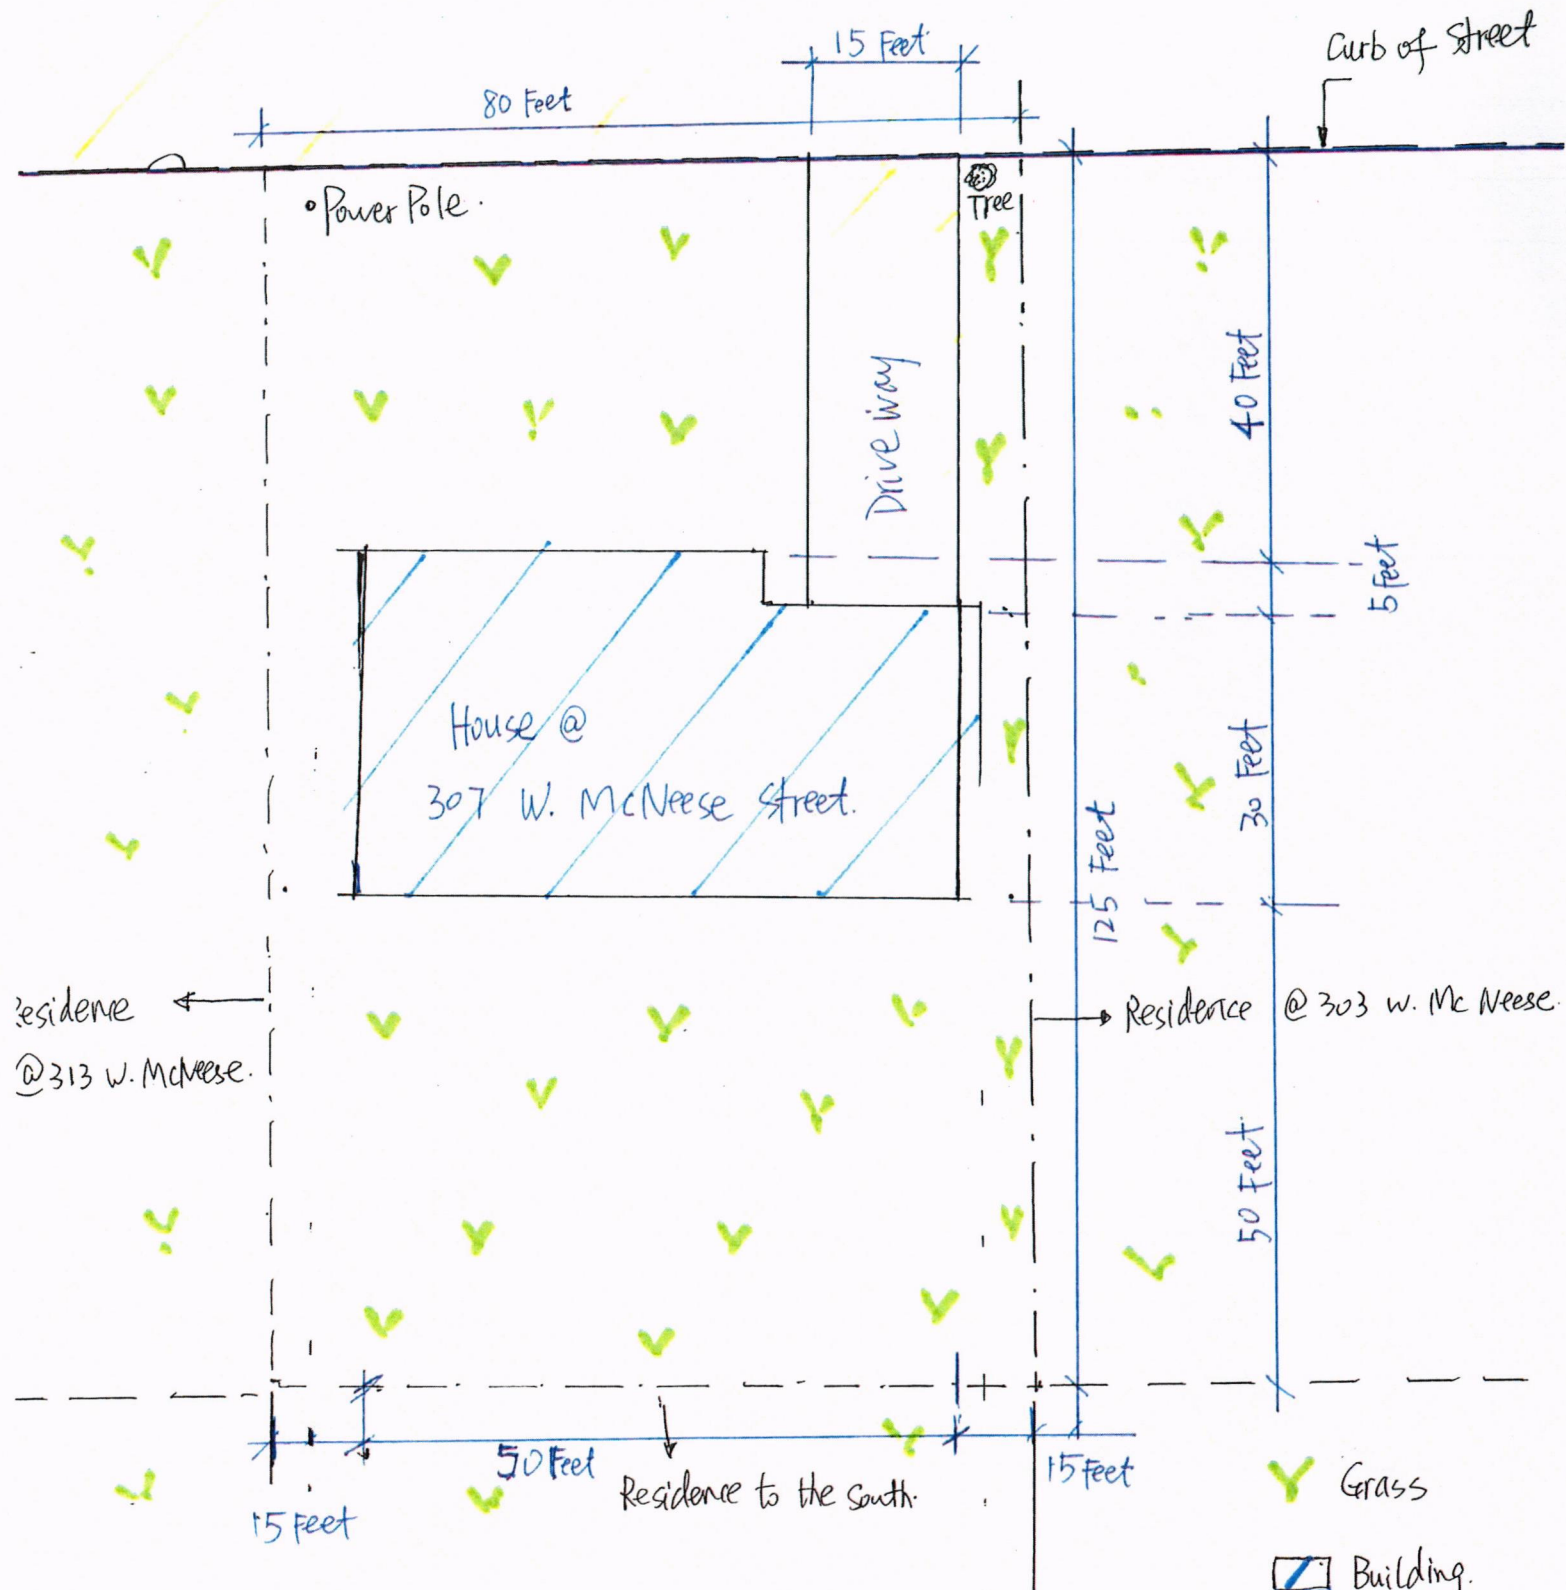 15 Feet
Curb of Street
80 Feet
Power Pole.
Tree
40 Feet
Driveway
5 Feet
House @
307 W. McNeese Street.
30 Feet
125 Feet
Residence @ 303 W. Mc Neese.
esidence
@ 313 W. McNeese.
50 Feet
50 Feet
15 Feet
Residence to the South.
15 Feet
Grass
Building.